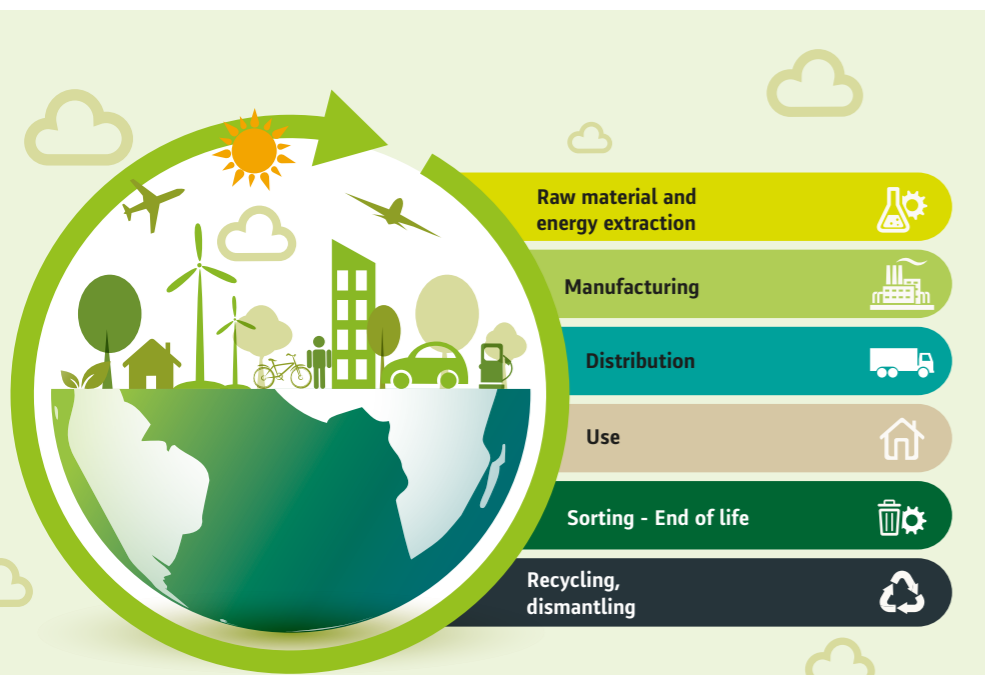 Raw material and
energy extraction
Manufacturing
Distribution
Use
Sorting - End of life
Recycling,
dismantling